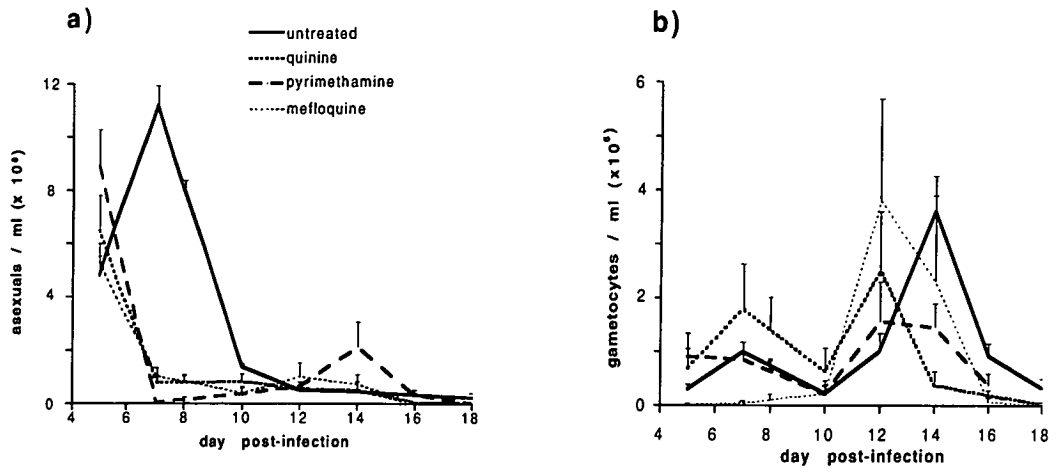 a)
untreated
quinine
pyrimethamine
mefloquine
12
8
4
0
asexuals / ml (x 10⁶)
4 6 8 10 12 14 16 18
day post-infection
b)
6
4
2
0
gametocytes / ml (x10⁵)
4 6 8 10 12 14 16 18
day post-infection